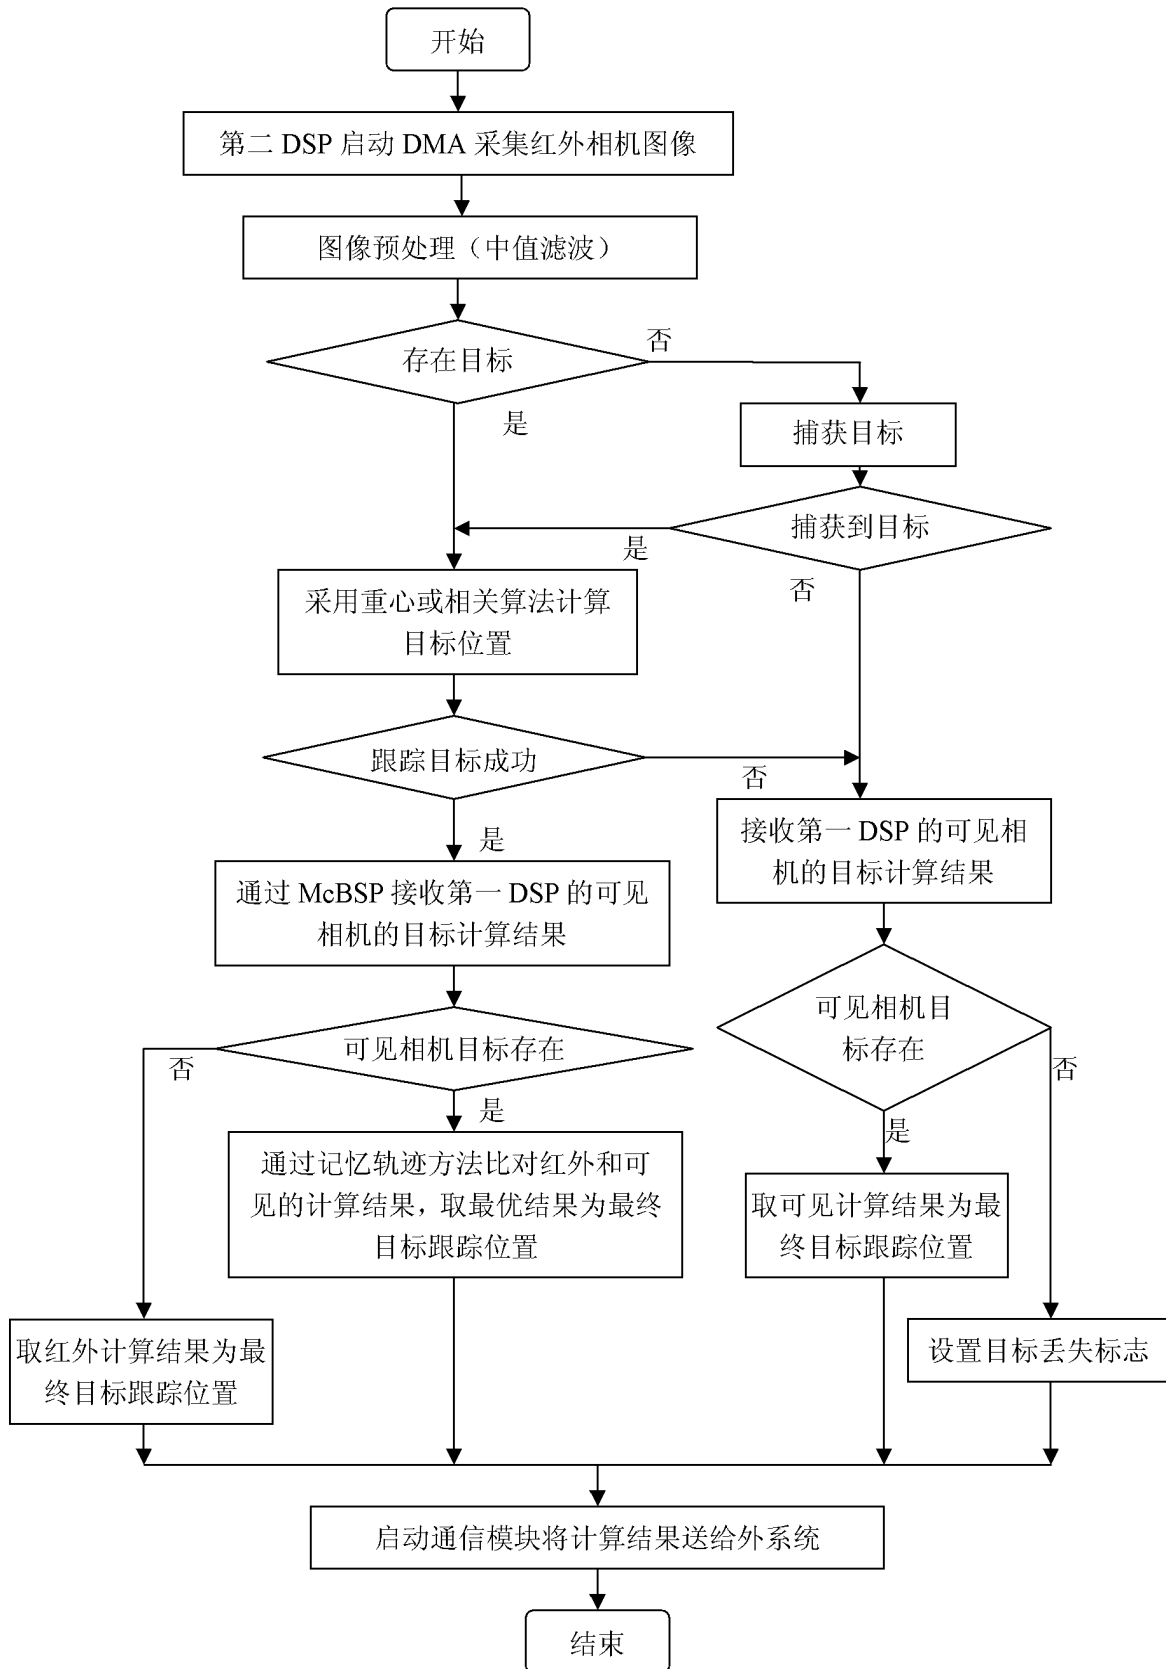 开始
第二 DSP 启动 DMA 采集红外相机图像
图像预处理（中值滤波）
存在目标
否
是
捕获目标
捕获到目标
是
否
采用重心或相关算法计算
目标位置
跟踪目标成功
否
是
接收第一 DSP 的可见相
机的目标计算结果
通过 McBSP 接收第一 DSP 的可见
相机的目标计算结果
可见相机目
标存在
可见相机目标存在
否
否
是
是
通过记忆轨迹方法比对红外和可
见的计算结果，取最优结果为最终
目标跟踪位置
取可见计算结果为最
终目标跟踪位置
取红外计算结果为最
终目标跟踪位置
设置目标丢失标志
启动通信模块将计算结果送给外系统
结束